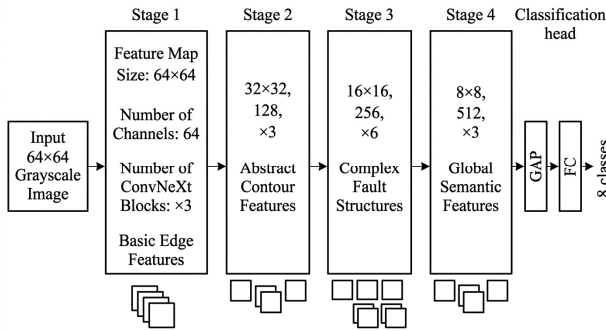 Stage 1
Stage 2
Stage 3
Stage 4
Classification
head
Input
64×64
Grayscale
Image
Feature Map
Size: 64×64
Number of
Channels: 64
Number of
ConvNeXt
Blocks: ×3
Basic Edge
Features
32×32,
128,
×3
Abstract
Contour
Features
16×16,
256,
×6
Complex
Fault
Structures
8×8,
512,
×3
Global
Semantic
Features
GAP
FC
8 classes